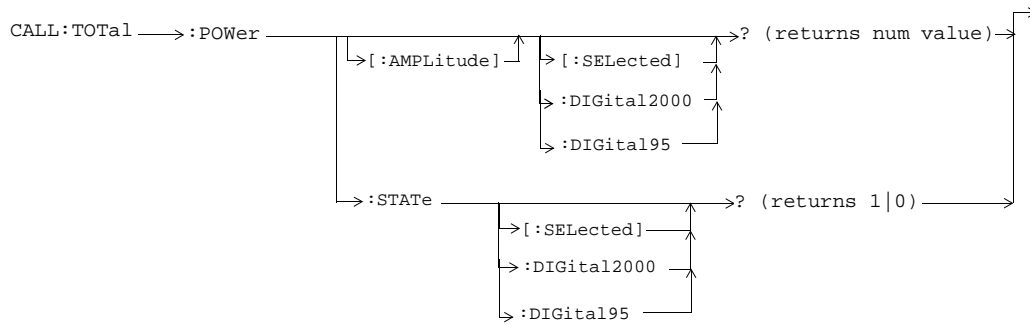 CALL:TOTal :POWer ? (returns num value)
[:AMPLitude] [:SELected]
:DIGital2000
:DIGital95
:STATe ? (returns 1|0)
[:SELected]
:DIGital2000
:DIGital95